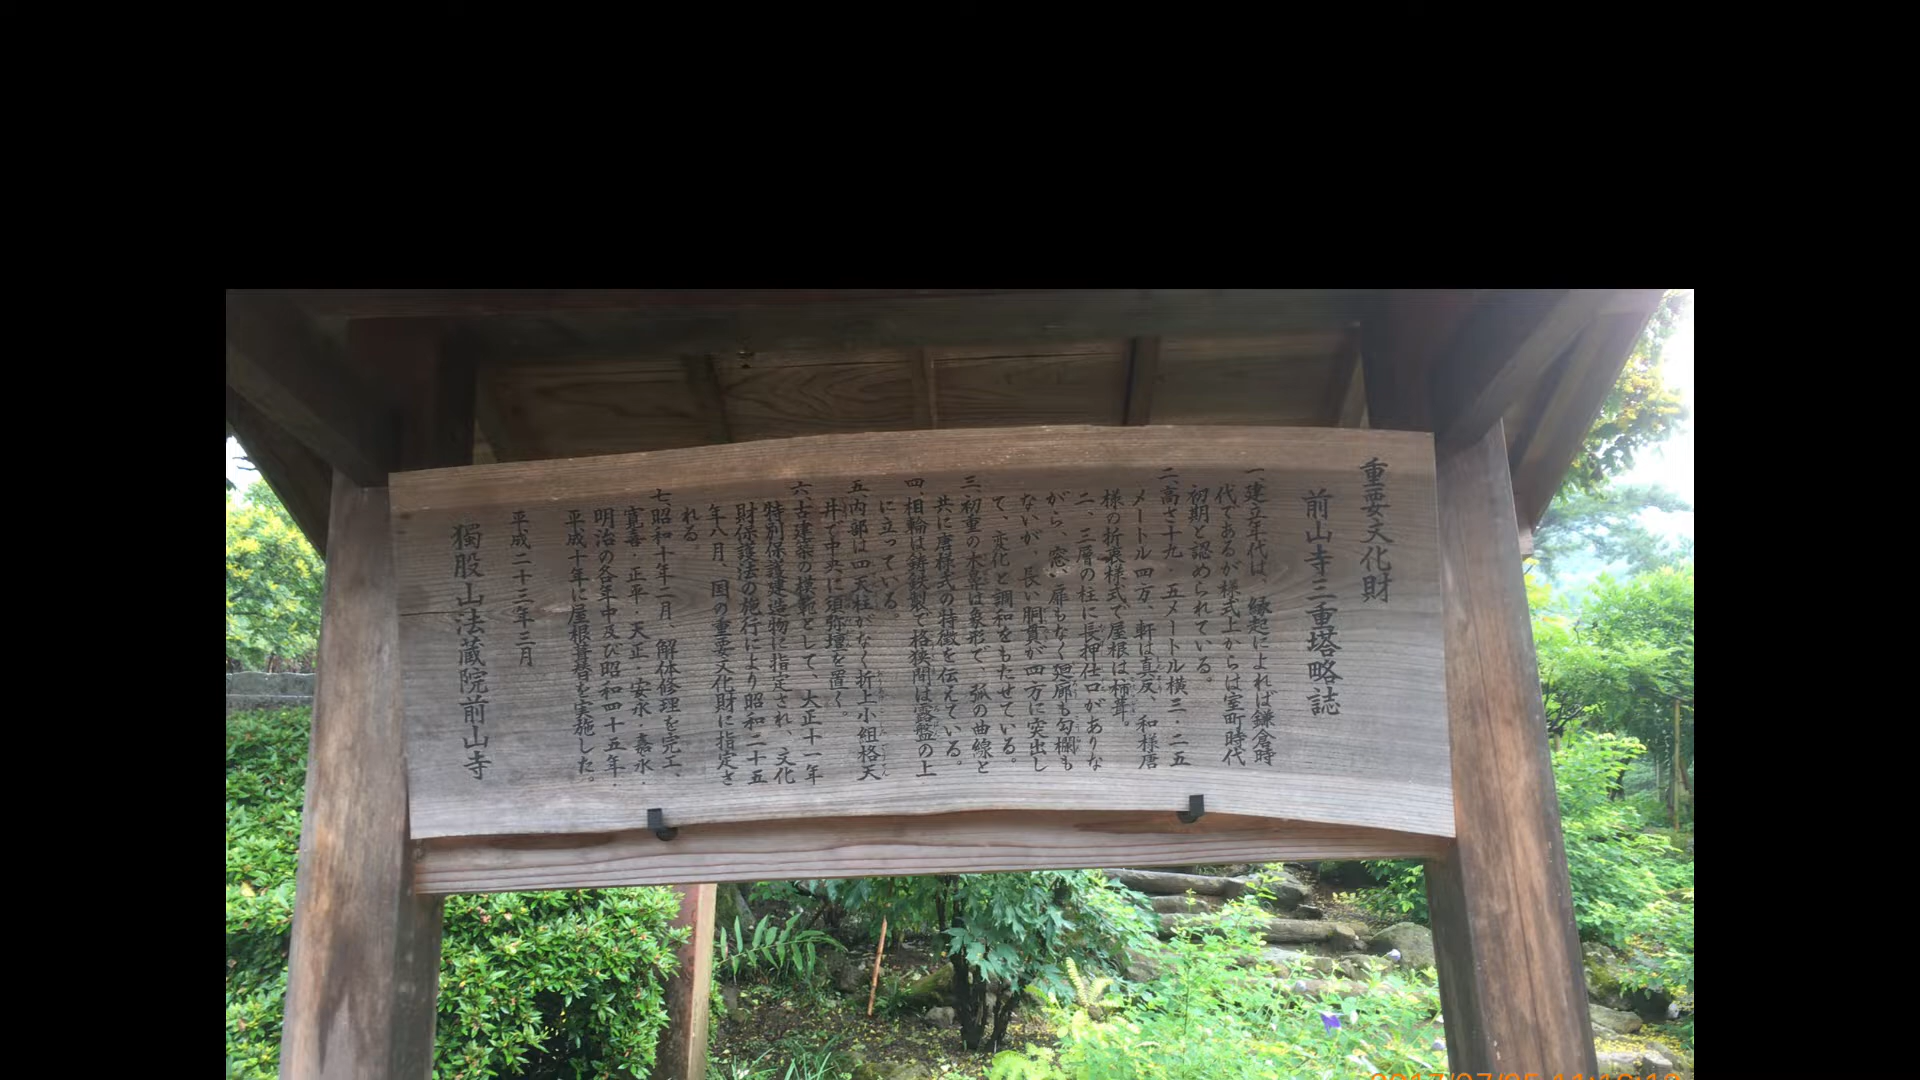 重要文化財
前山寺三重塔略誌
一、建立年代は、縁起によれば鎌倉時
代であるが様式上からは室町時代
初期と認められている。
二、高さ十九・五メートル横三・二五
メートル四方、軒は真反、和様唐
様の折衷様式で屋根は柿葺。
二、三層の柱に長押仕口がありな
がら、窓、扉もなく廻廊も勾欄も
ないが、長い胴貫が四方に突出し
て、変化と調和をもたせている。
三、初重の木鼻は象形で、弧の曲線と
共に唐様式の特徴を伝えている。
四、相輪は鋳鉄製で格狭間は露盤の上
に立っている。
五、内部は四天柱がなく折上小組格天
井で中央に須弥壇を置く。
六、古建築の模範として、大正十一年
特別保護建造物に指定され、文化
財保護法の施行により昭和二十五
年八月、国の重要文化財に指定さ
れる。
七、昭和十年二月、解体修理を完工、
寛喜・正平・天正・安永・嘉永・
明治の各年中及び昭和四十五年・
平成十年に屋根葺替を実施した。
平成二十三年三月
獨股山法蔵院前山寺